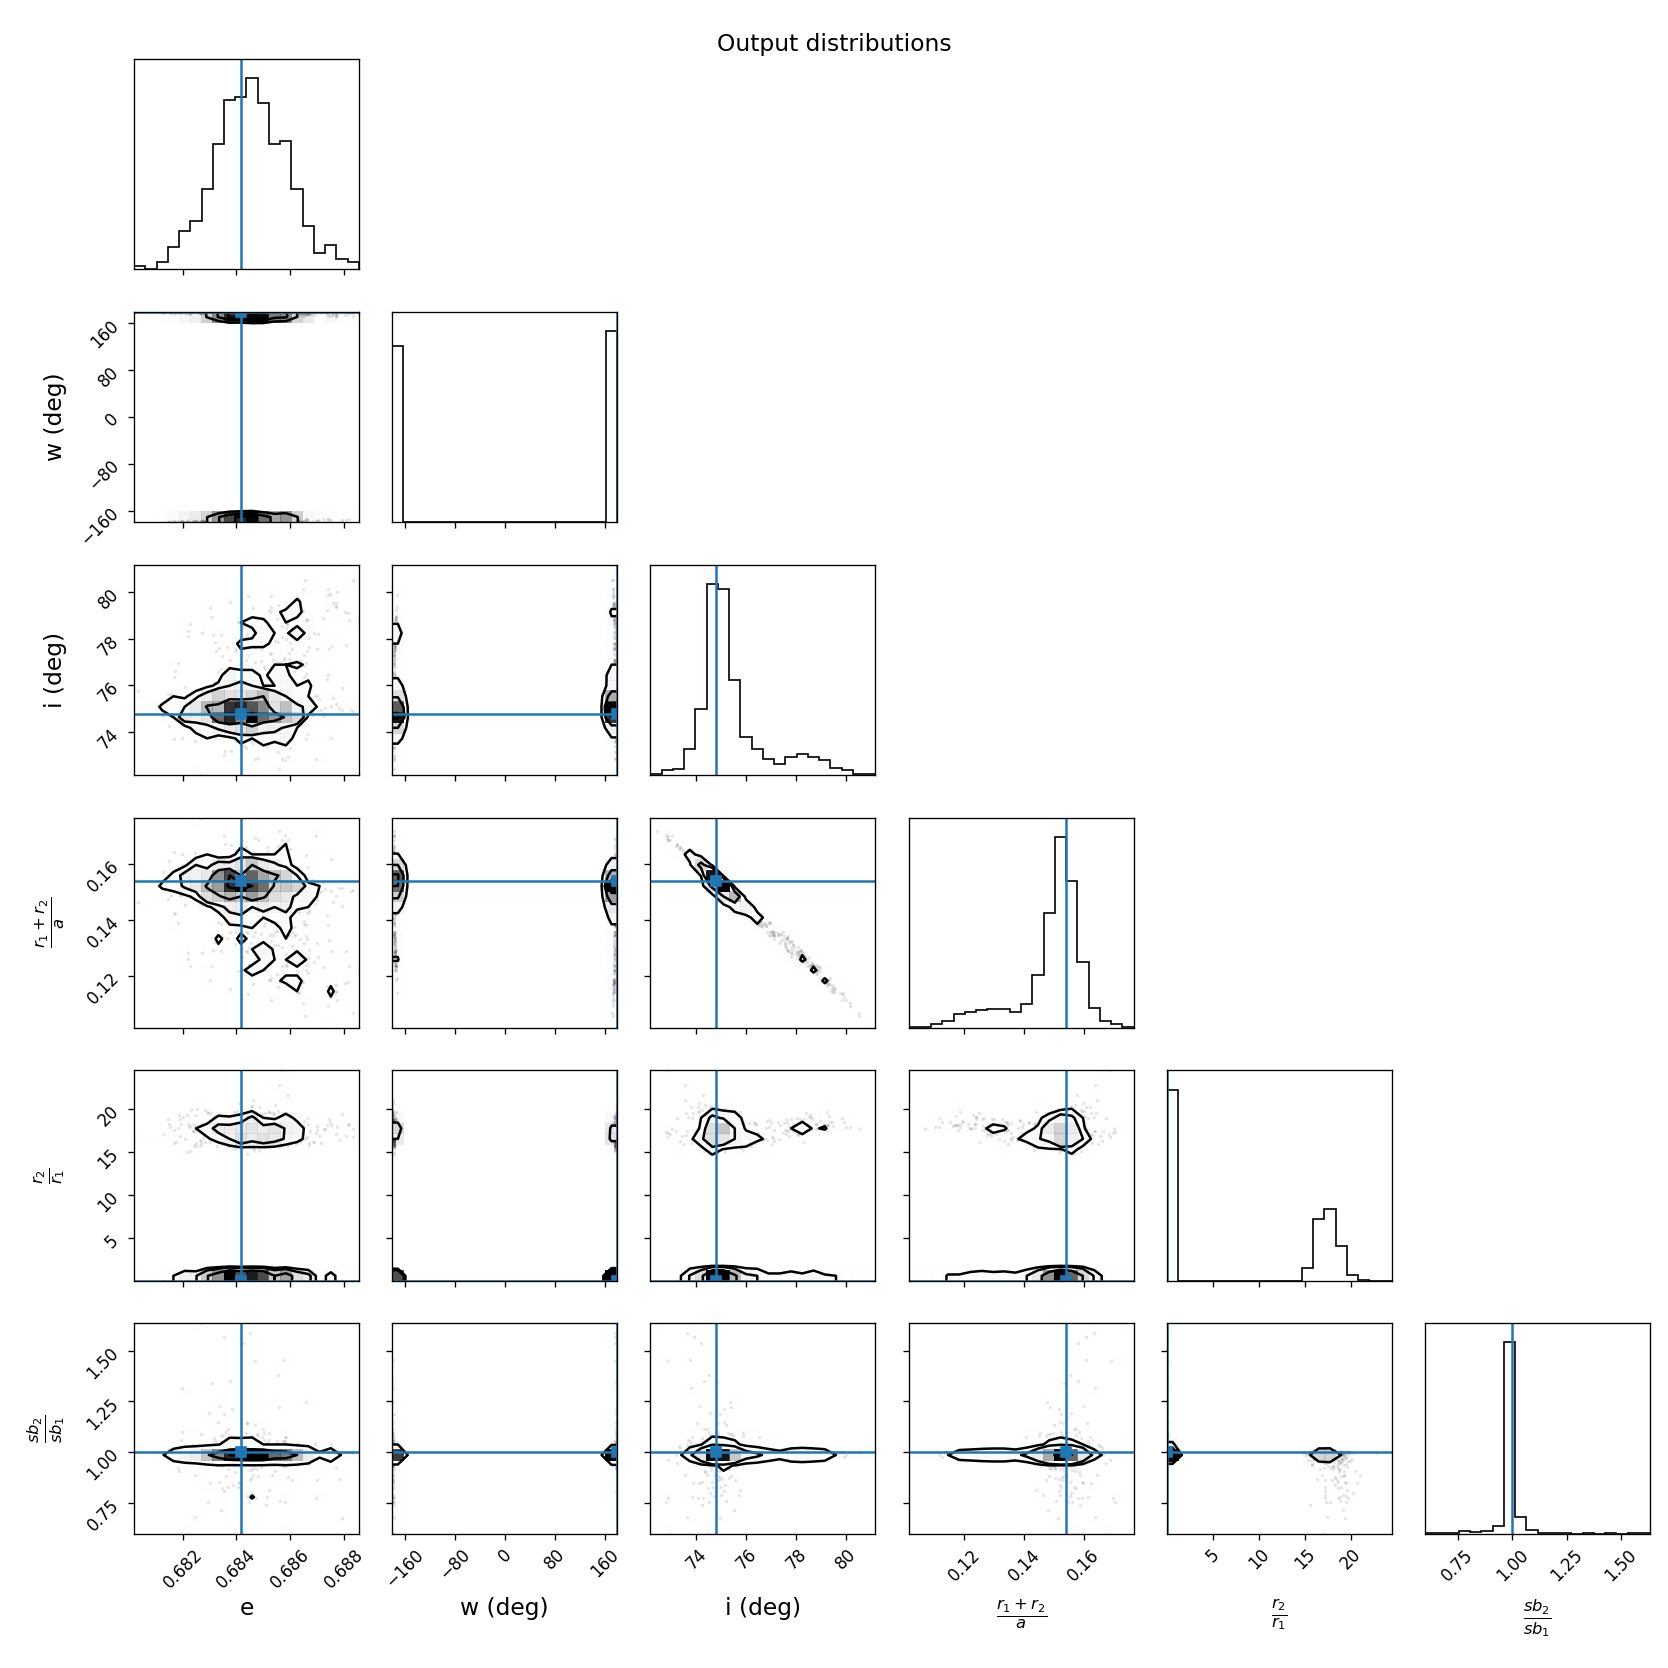 Output distributions
w (deg)
160
80
0
−80
−160
i (deg)
80
78
76
74
r₁ + r₂
a
0.16
0.14
0.12
r₂
r₁
20
15
10
5
sb₂
sb₁
1.50
1.25
1.00
0.75
0.682 0.684 0.686 0.688
−160 −80 0 80 160
74 76 78 80
0.12 0.14 0.16
5 10 15 20
0.75 1.00 1.25 1.50
e
w (deg)
i (deg)
r₁ + r₂
a
r₂
r₁
sb₂
sb₁